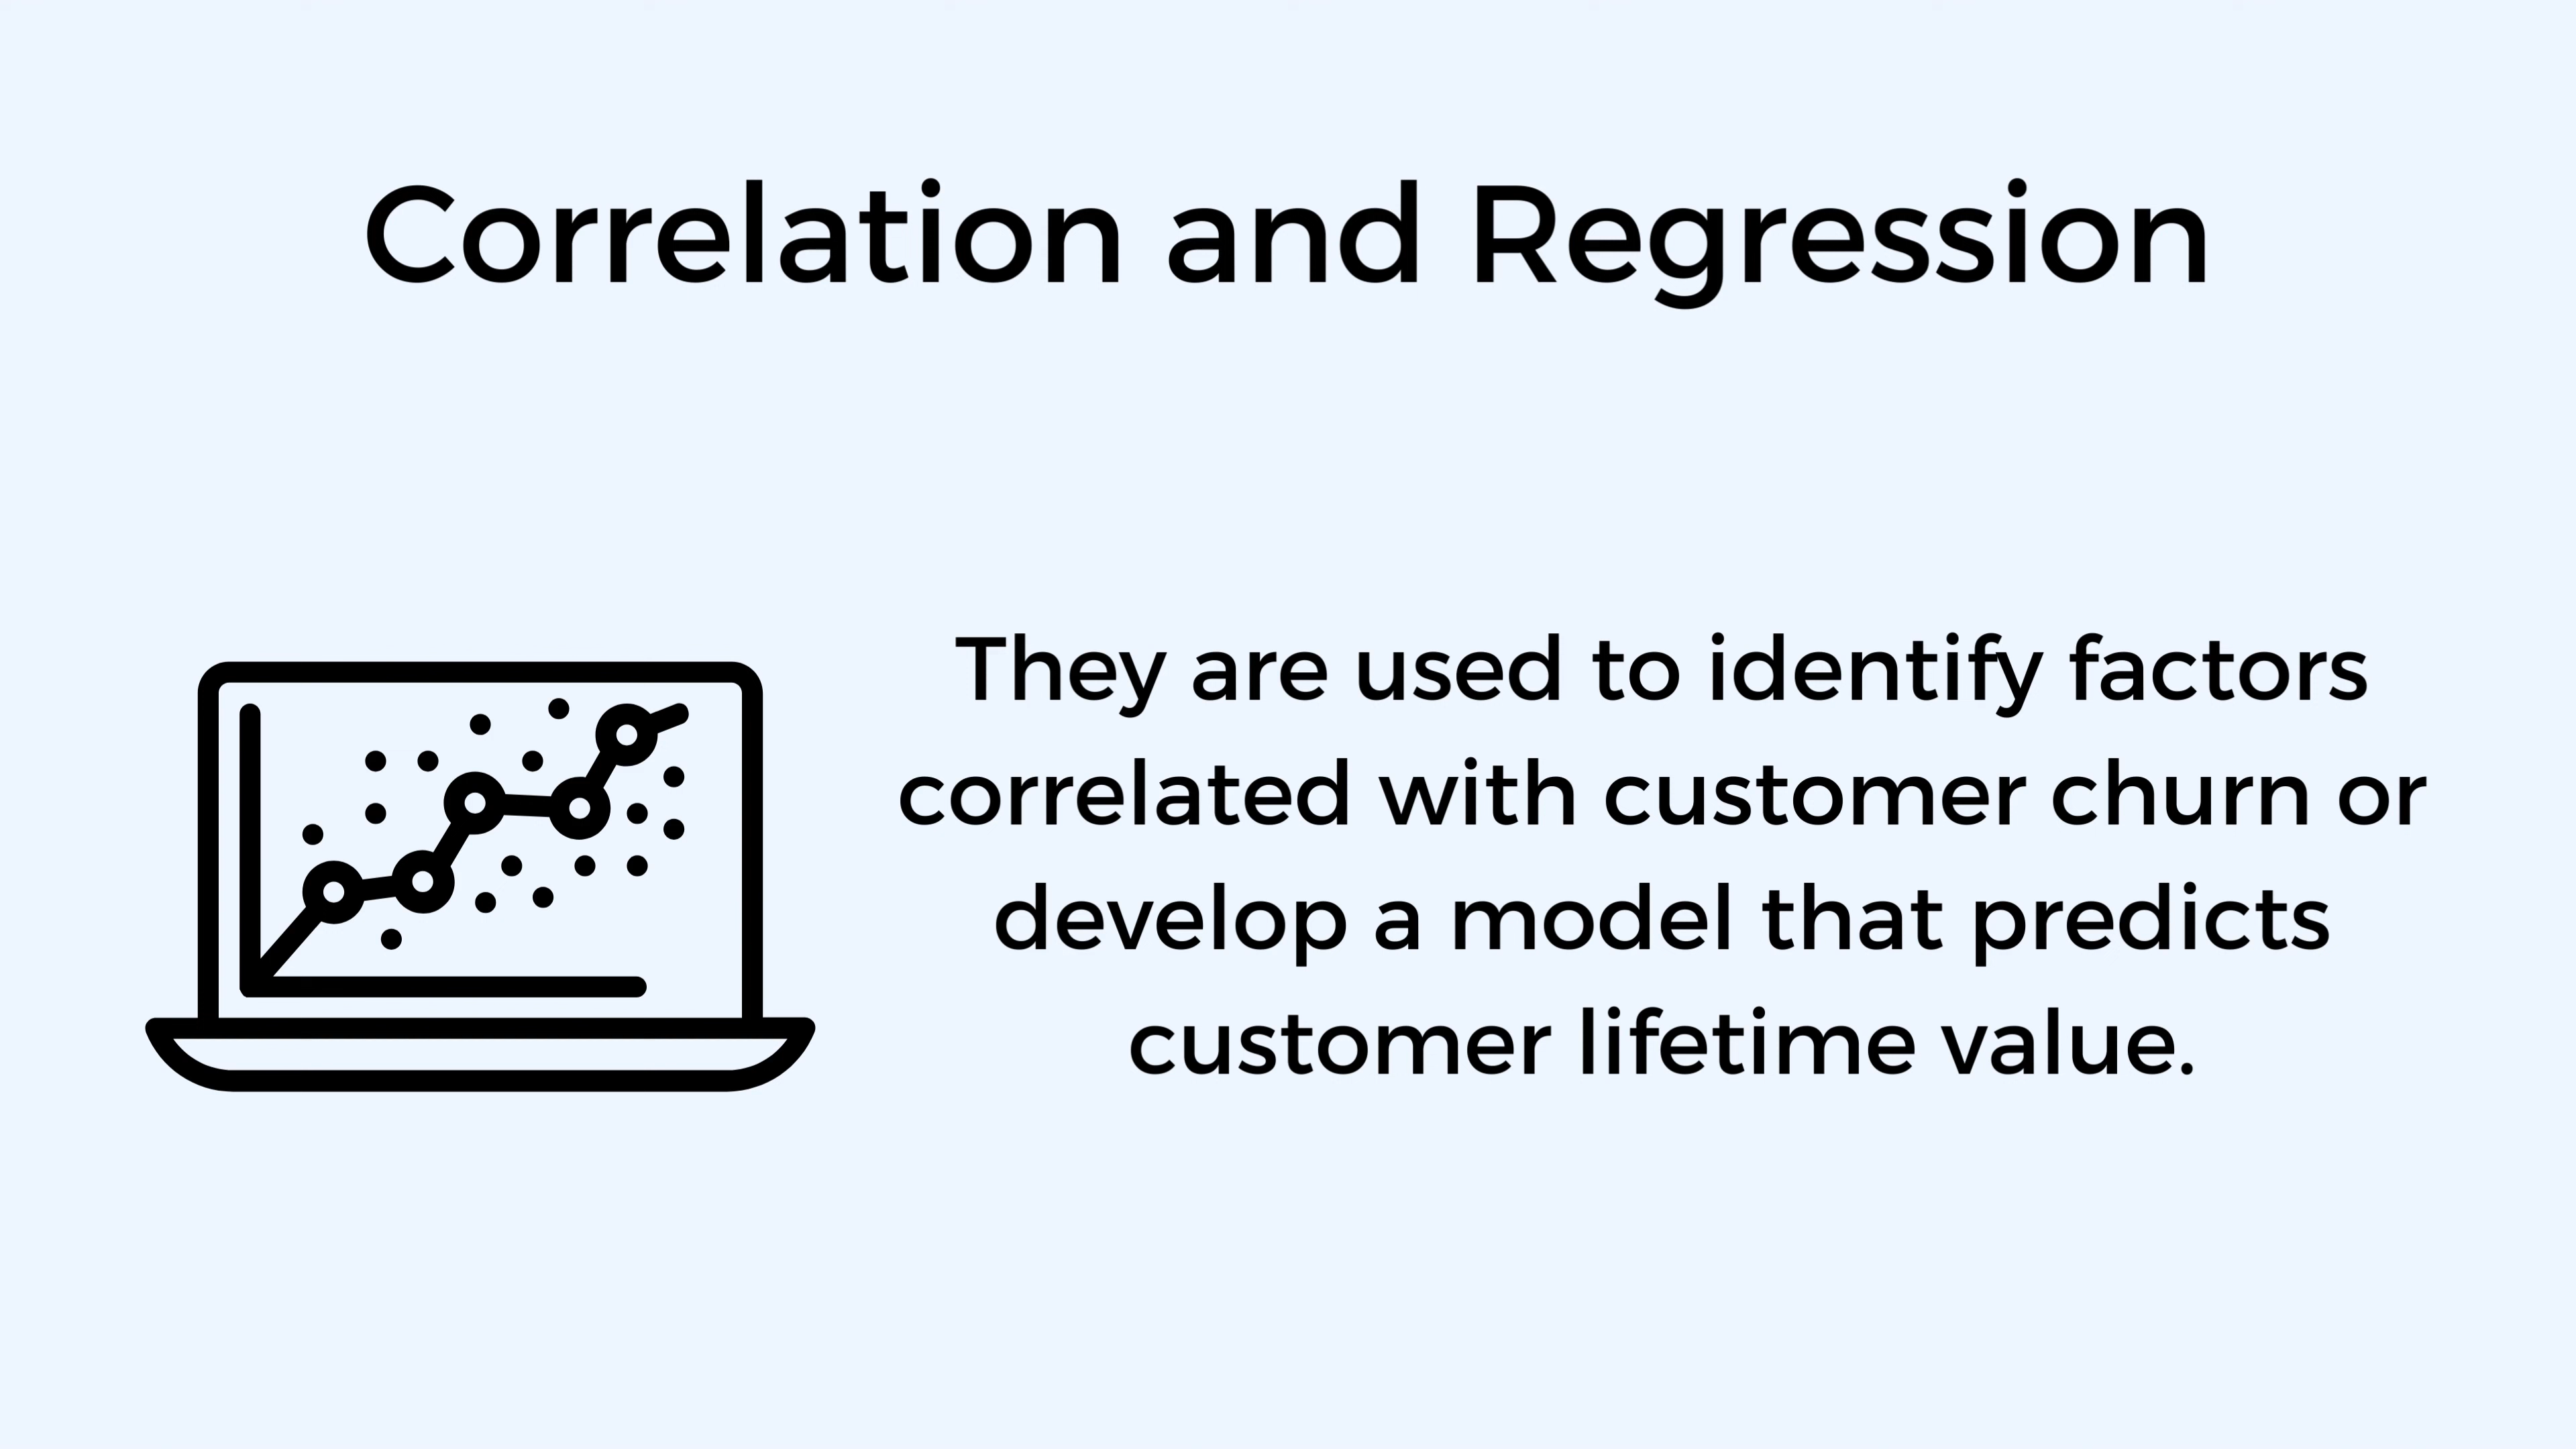 Correlation and Regression
They are used to identify factors
correlated with customer churn or
develop a model that predicts
customer lifetime value.